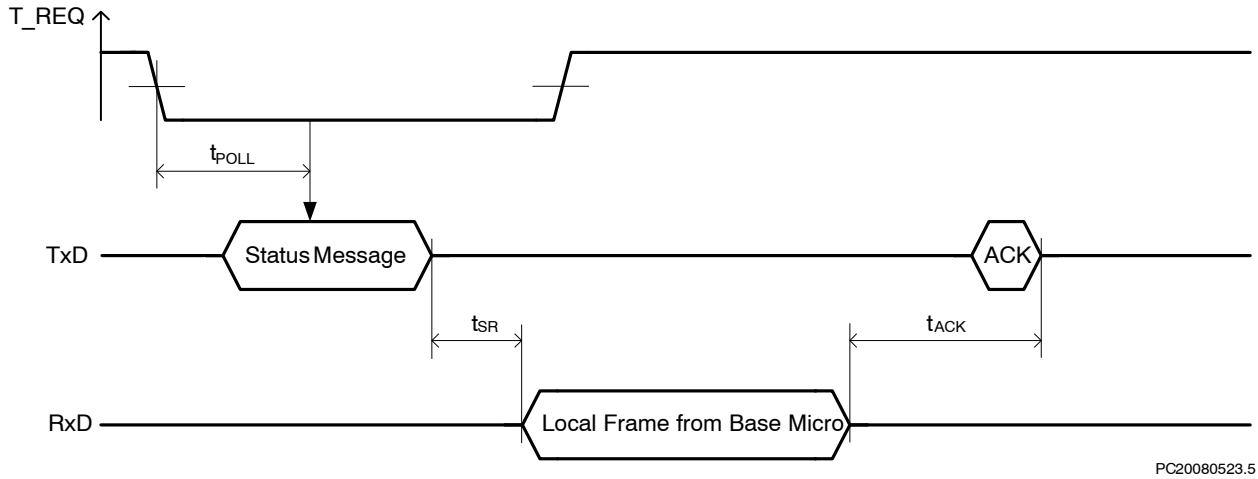 T_REQ
tPOLL
TxD
Status Message
ACK
tSR
tACK
RxD
Local Frame from Base Micro
PC20080523.5